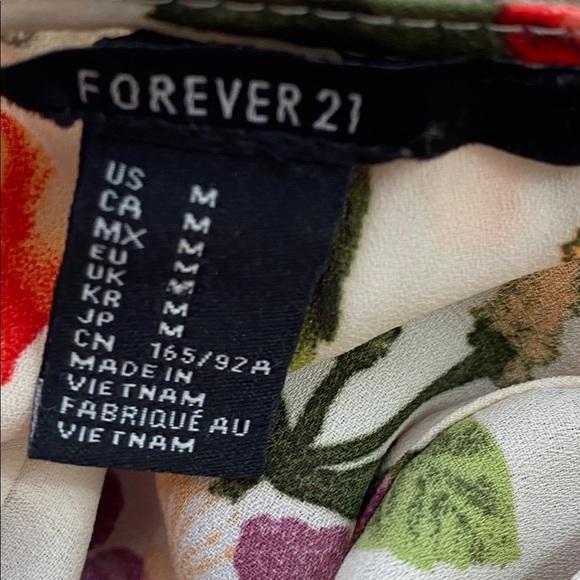 FOREVER 21
US M
CA M
MX M
EU M
UK M
KR M
JP M
CN 165/92A
MADE IN
VIETNAM
FABRIQUÉ AU
VIETNAM